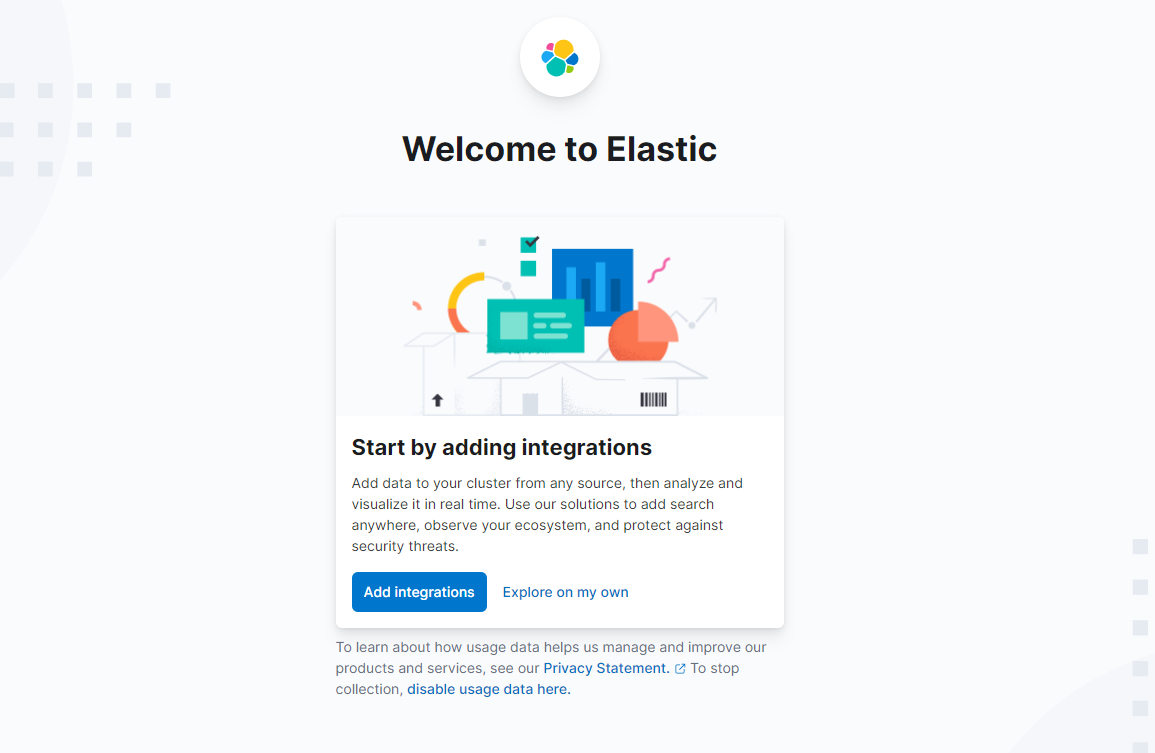 Welcome to Elastic
Start by adding integrations
Add data to your cluster from any source, then analyze and
visualize it in real time. Use our solutions to add search
anywhere, observe your ecosystem, and protect against
security threats.
Add integrations
Explore on my own
To learn about how usage data helps us manage and improve our
products and services, see our Privacy Statement. To stop
collection, disable usage data here.